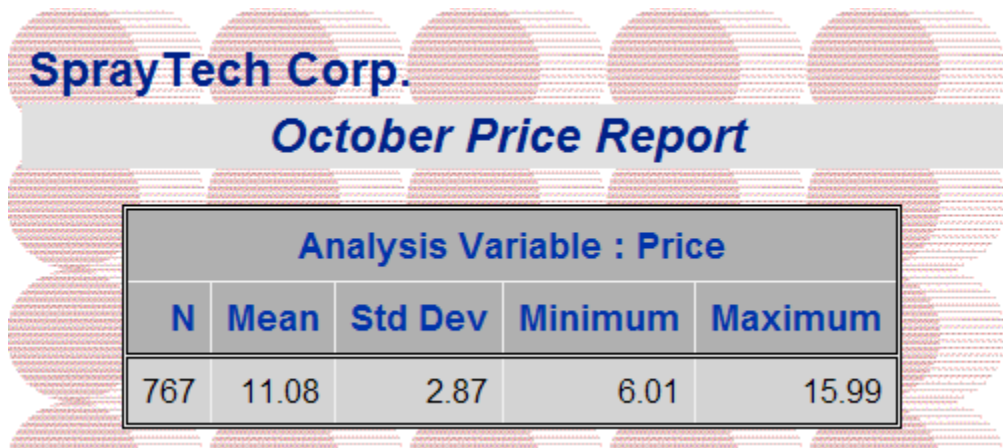 SprayTech Corp.
October Price Report
Analysis Variable : Price
N Mean Std Dev Minimum Maximum
767 11.08 2.87 6.01 15.99